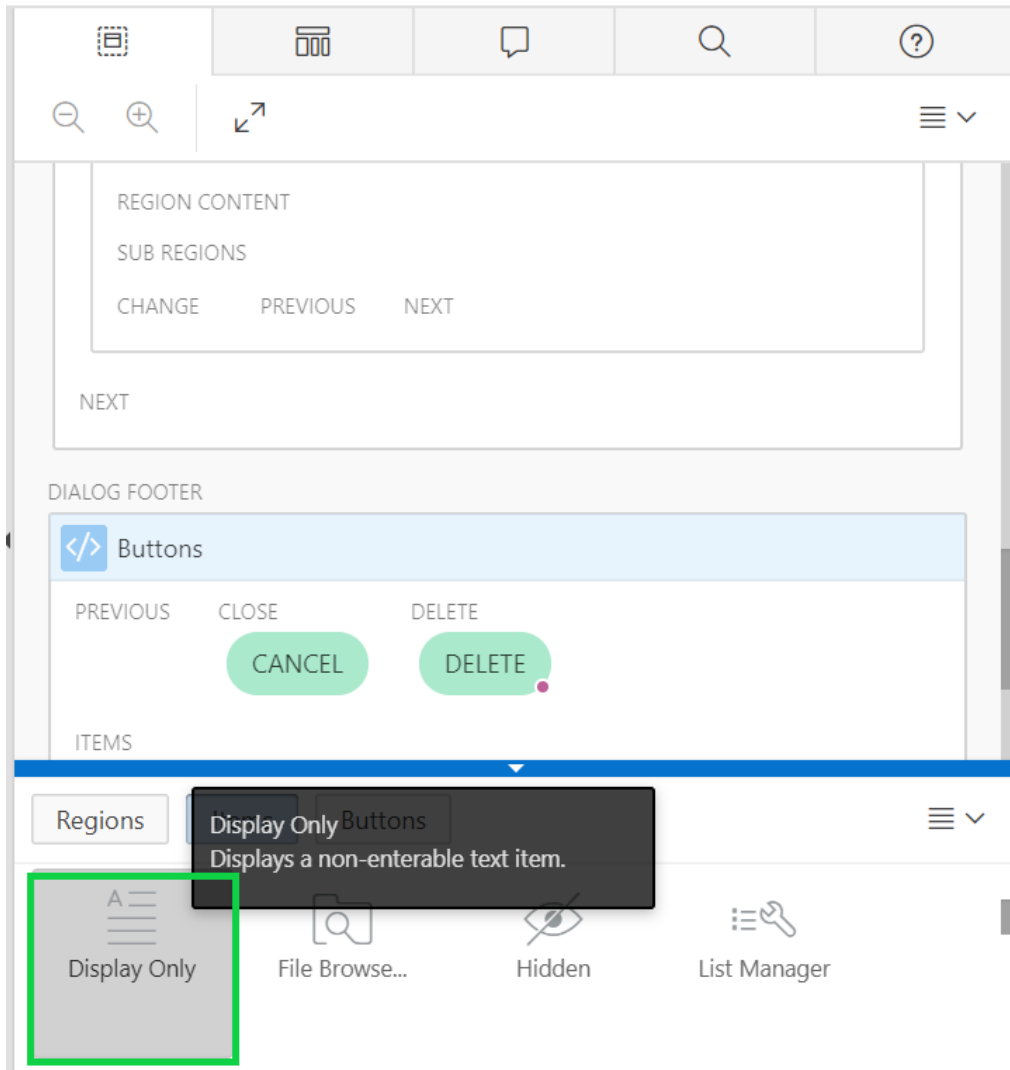 REGION CONTENT
SUB REGIONS
CHANGE PREVIOUS NEXT
NEXT
DIALOG FOOTER
</> Buttons
PREVIOUS CLOSE DELETE
CANCEL DELETE
ITEMS
Regions Items Buttons
Display Only
Displays a non-enterable text item.
Display Only File Browse... Hidden List Manager